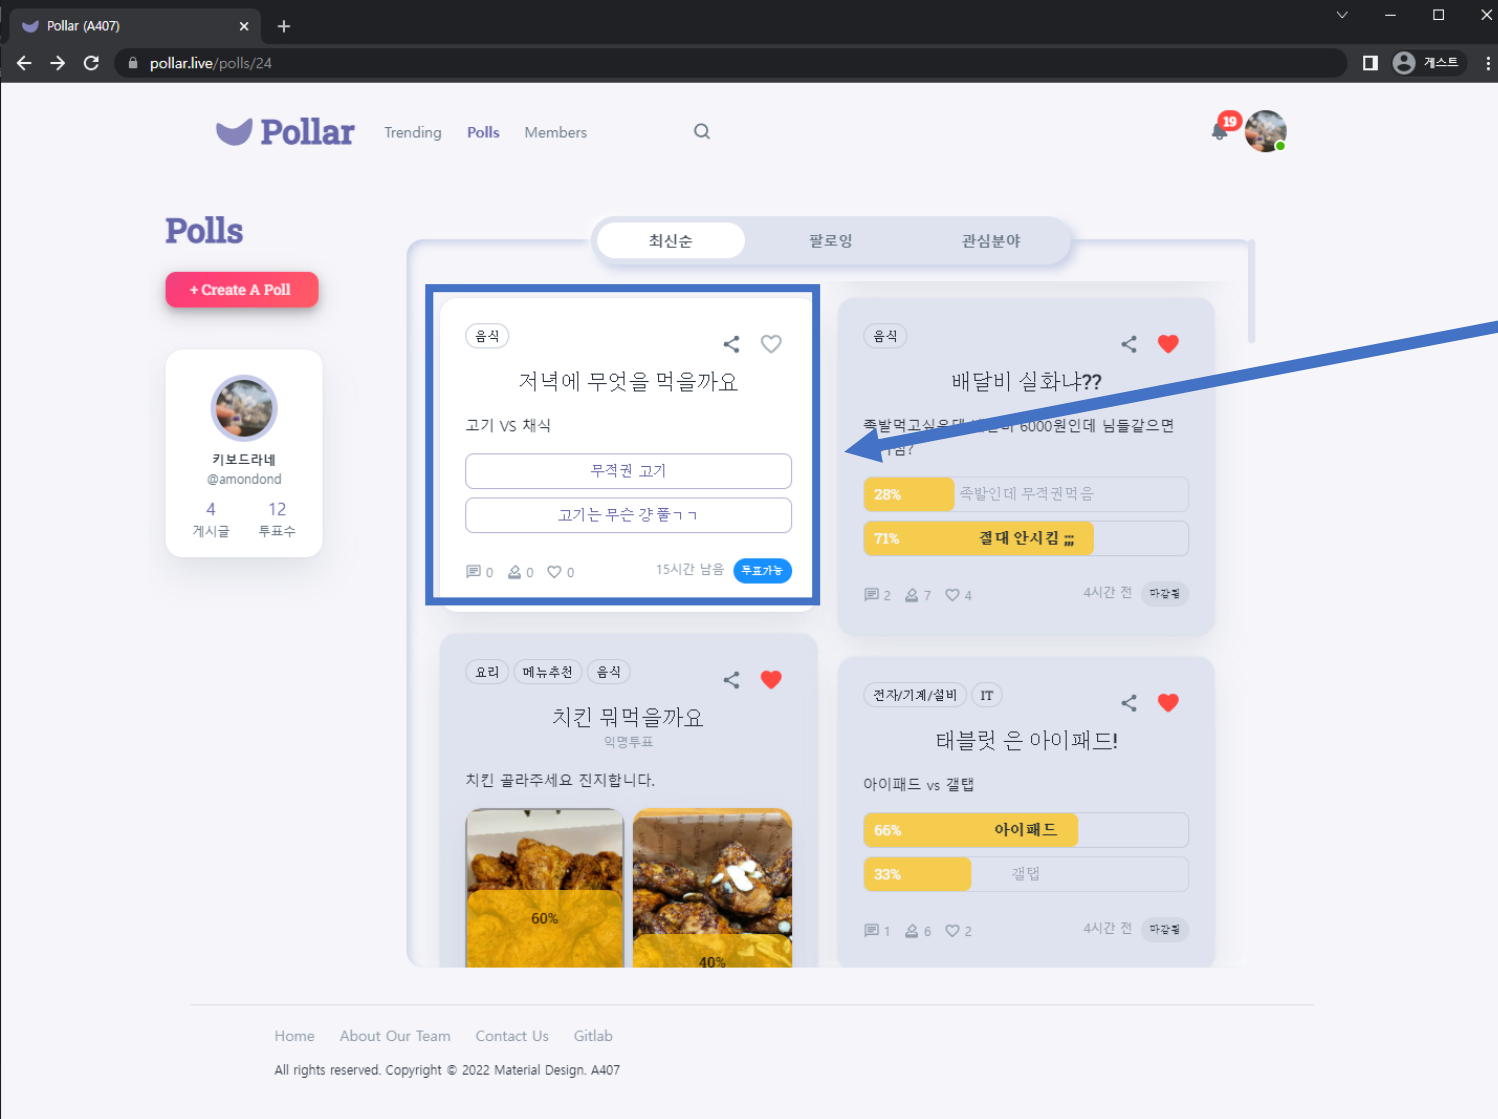 Pollar (A407)
pollar.live/polls/24
게스트
Pollar
Trending
Polls
Members
19
Polls
+ Create A Poll
키보드라네
@amondond
4
12
게시글
투표수
최신순
팔로잉
관심분야
음식
저녁에 무엇을 먹을까요
고기 VS 채식
무적권 고기
고기는 무슨 걍 풀ㄱㄱ
0
0
0
15시간 남음
투표가능
음식
배달비 실화냐??
족발먹고싶은데 6000원인데 님들같으면
28%
족발인데 무적권먹음
71%
절대 안시킴 ;;;
2
7
4
4시간 전
마감됨
요리
메뉴추천
음식
치킨 뭐먹을까요
익명투표
치킨 골라주세요 진지합니다.
60%
40%
전자/기계/설비
IT
태블릿 은 아이패드!
아이패드 vs 갤탭
66%
아이패드
33%
갤탭
1
6
2
4시간 전
마감됨
Home
About Our Team
Contact Us
Gitlab
All rights reserved. Copyright © 2022 Material Design. A407